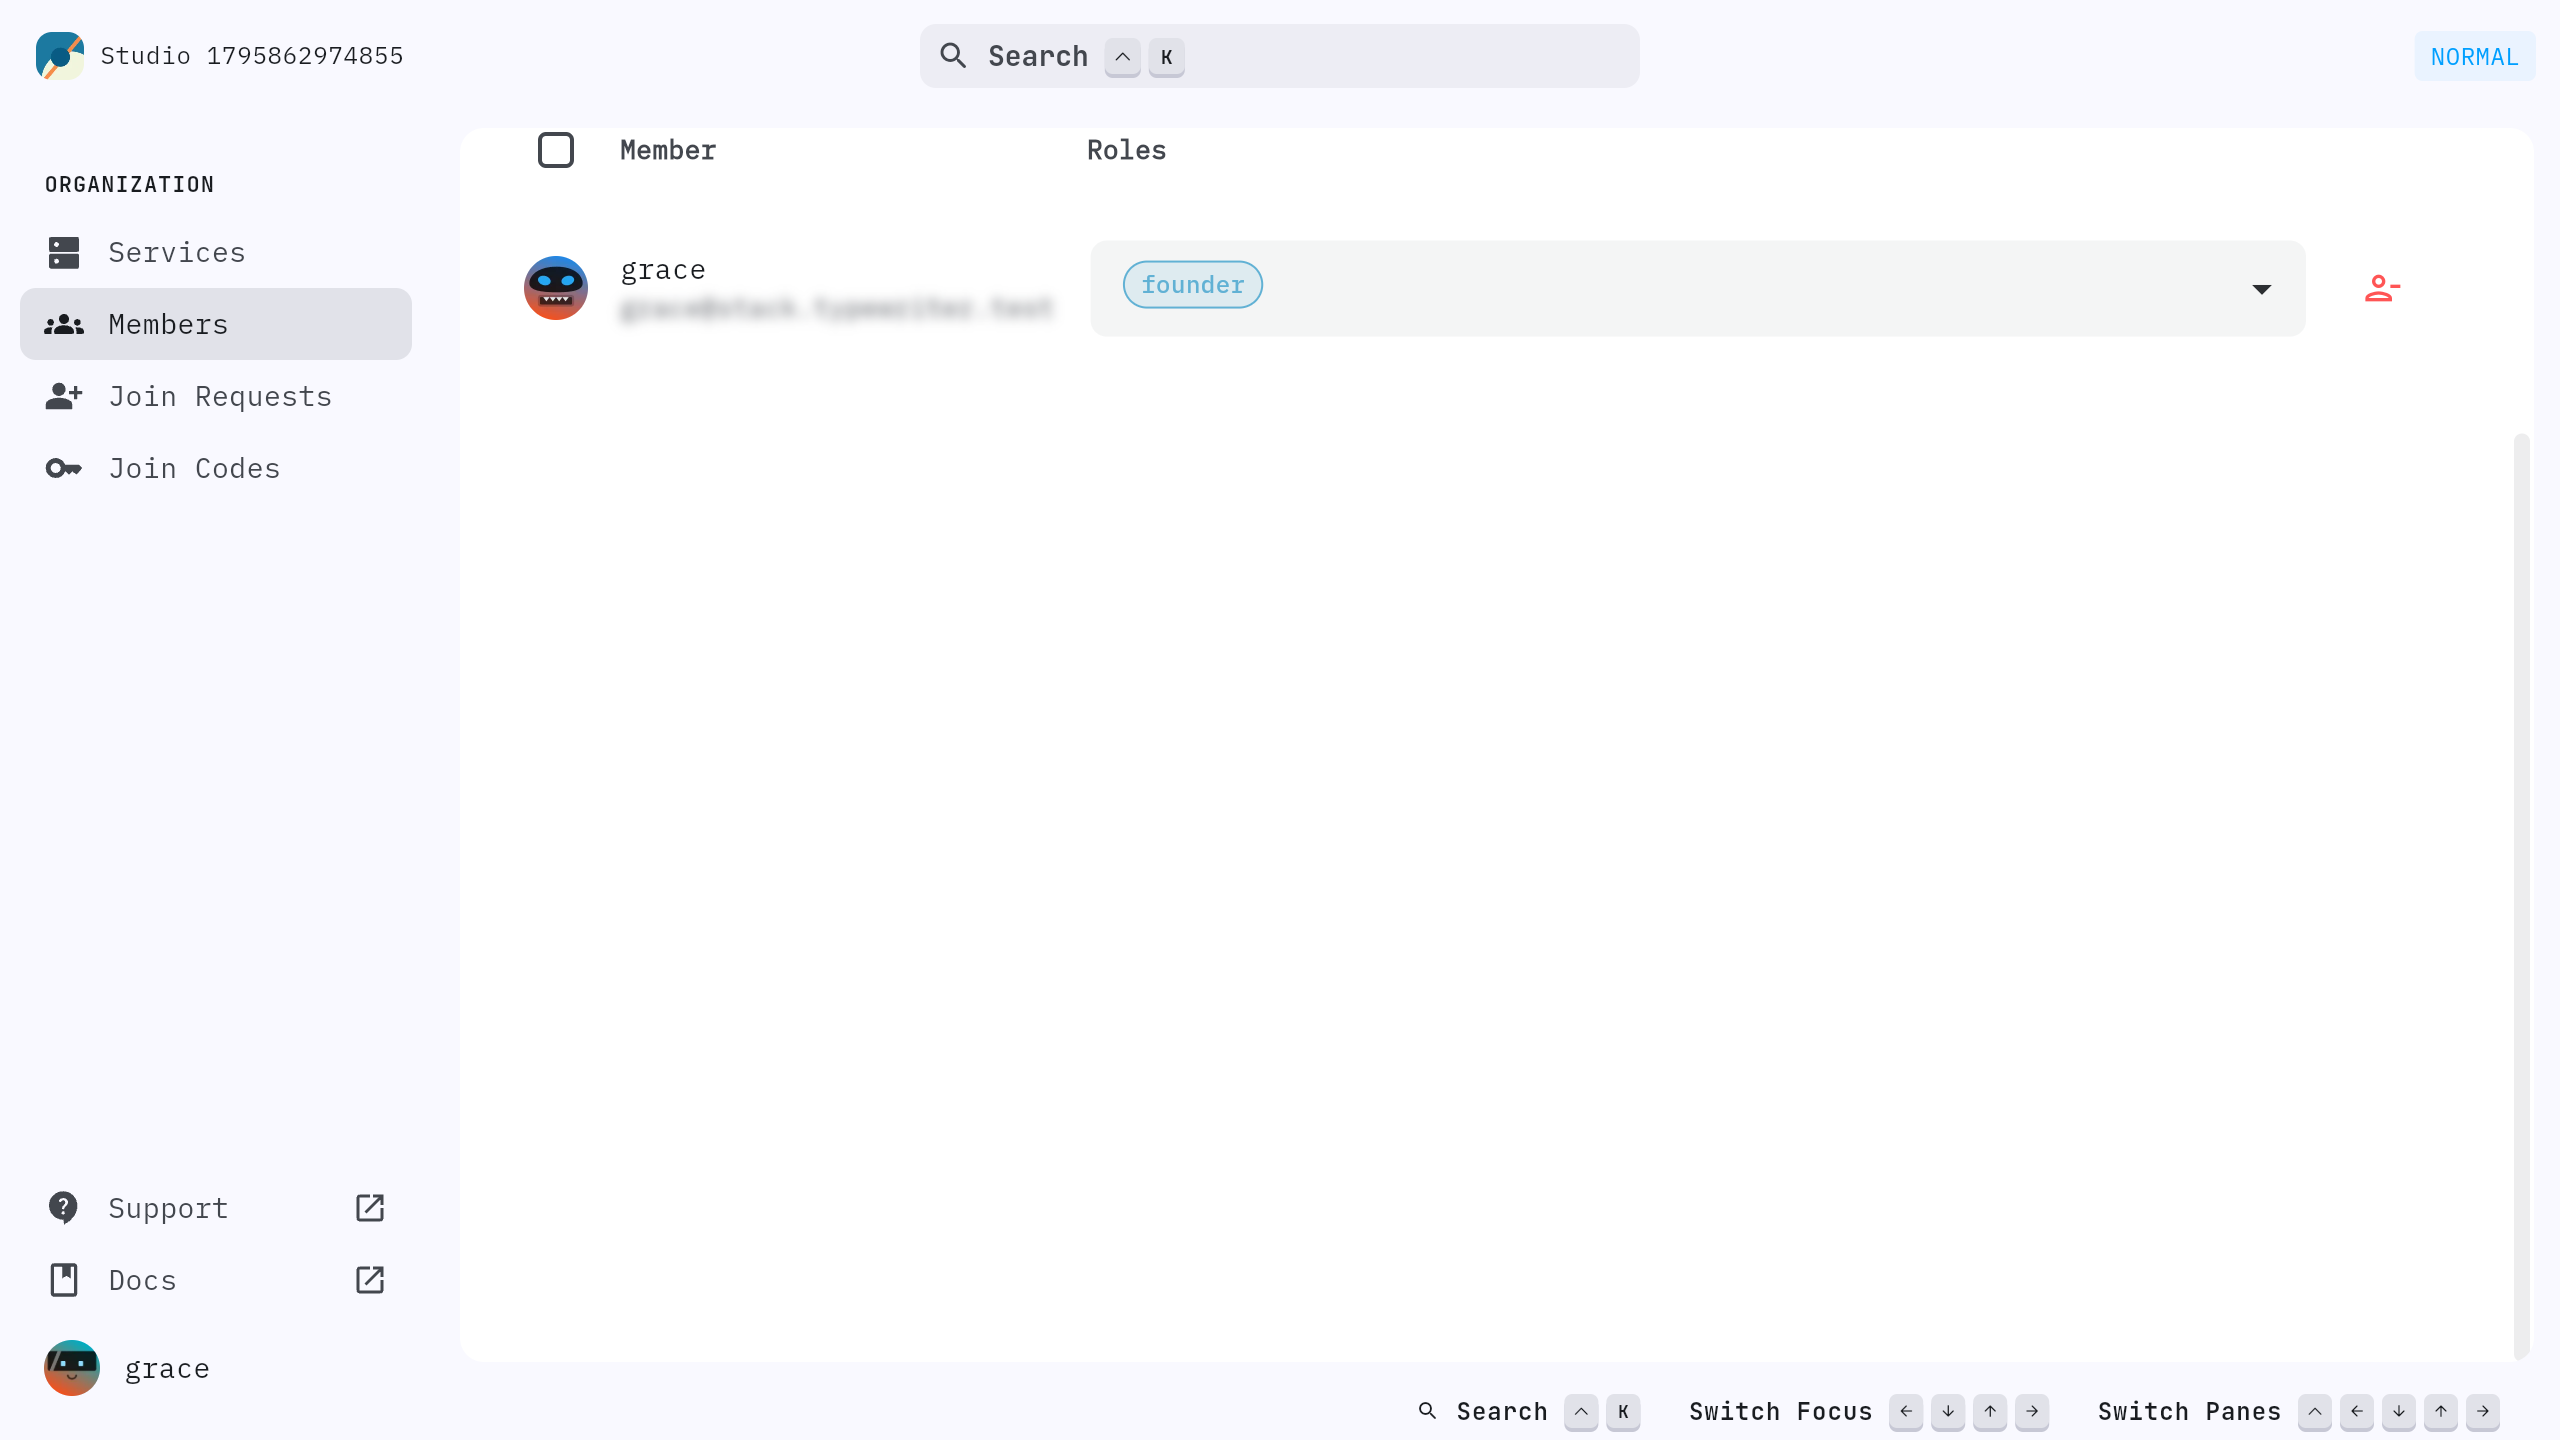 Studio 1795862974855
Search ^ K
NORMAL
ORGANIZATION
Services
Members
Join Requests
Join Codes
Member Roles
grace
founder
Support
Docs
grace
Search ^ K Switch Focus ← ↓ ↑ → Switch Panes ^ ← ↓ ↑ →